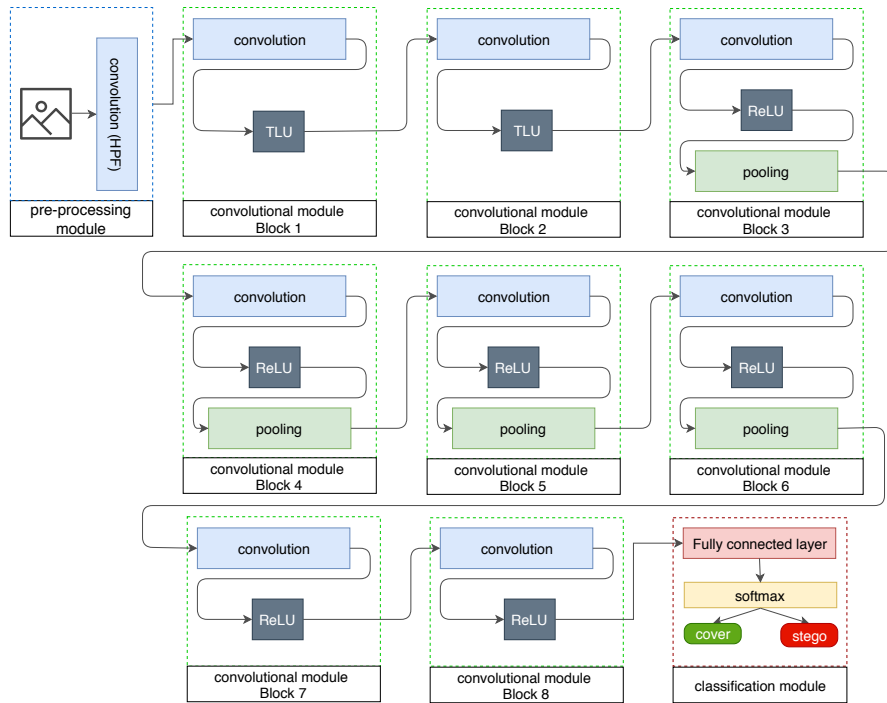 convolution (HPF)
pre-processing
module
convolution
TLU
convolutional module
Block 1
convolution
TLU
convolutional module
Block 2
convolution
ReLU
pooling
convolutional module
Block 3
convolution
ReLU
pooling
convolutional module
Block 4
convolution
ReLU
pooling
convolutional module
Block 5
convolution
ReLU
pooling
convolutional module
Block 6
convolution
ReLU
convolutional module
Block 7
convolution
ReLU
convolutional module
Block 8
Fully connected layer
softmax
cover
stego
classification module